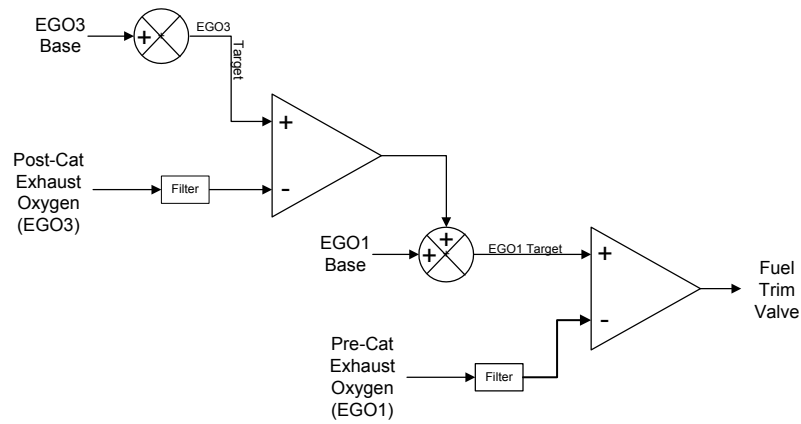 EGO3
Base
+
EGO3
Target
+
-
Post-Cat
Exhaust
Oxygen
(EGO3)
Filter
EGO1
Base
+
+
EGO1 Target
+
-
Fuel
Trim
Valve
Pre-Cat
Exhaust
Oxygen
(EGO1)
Filter